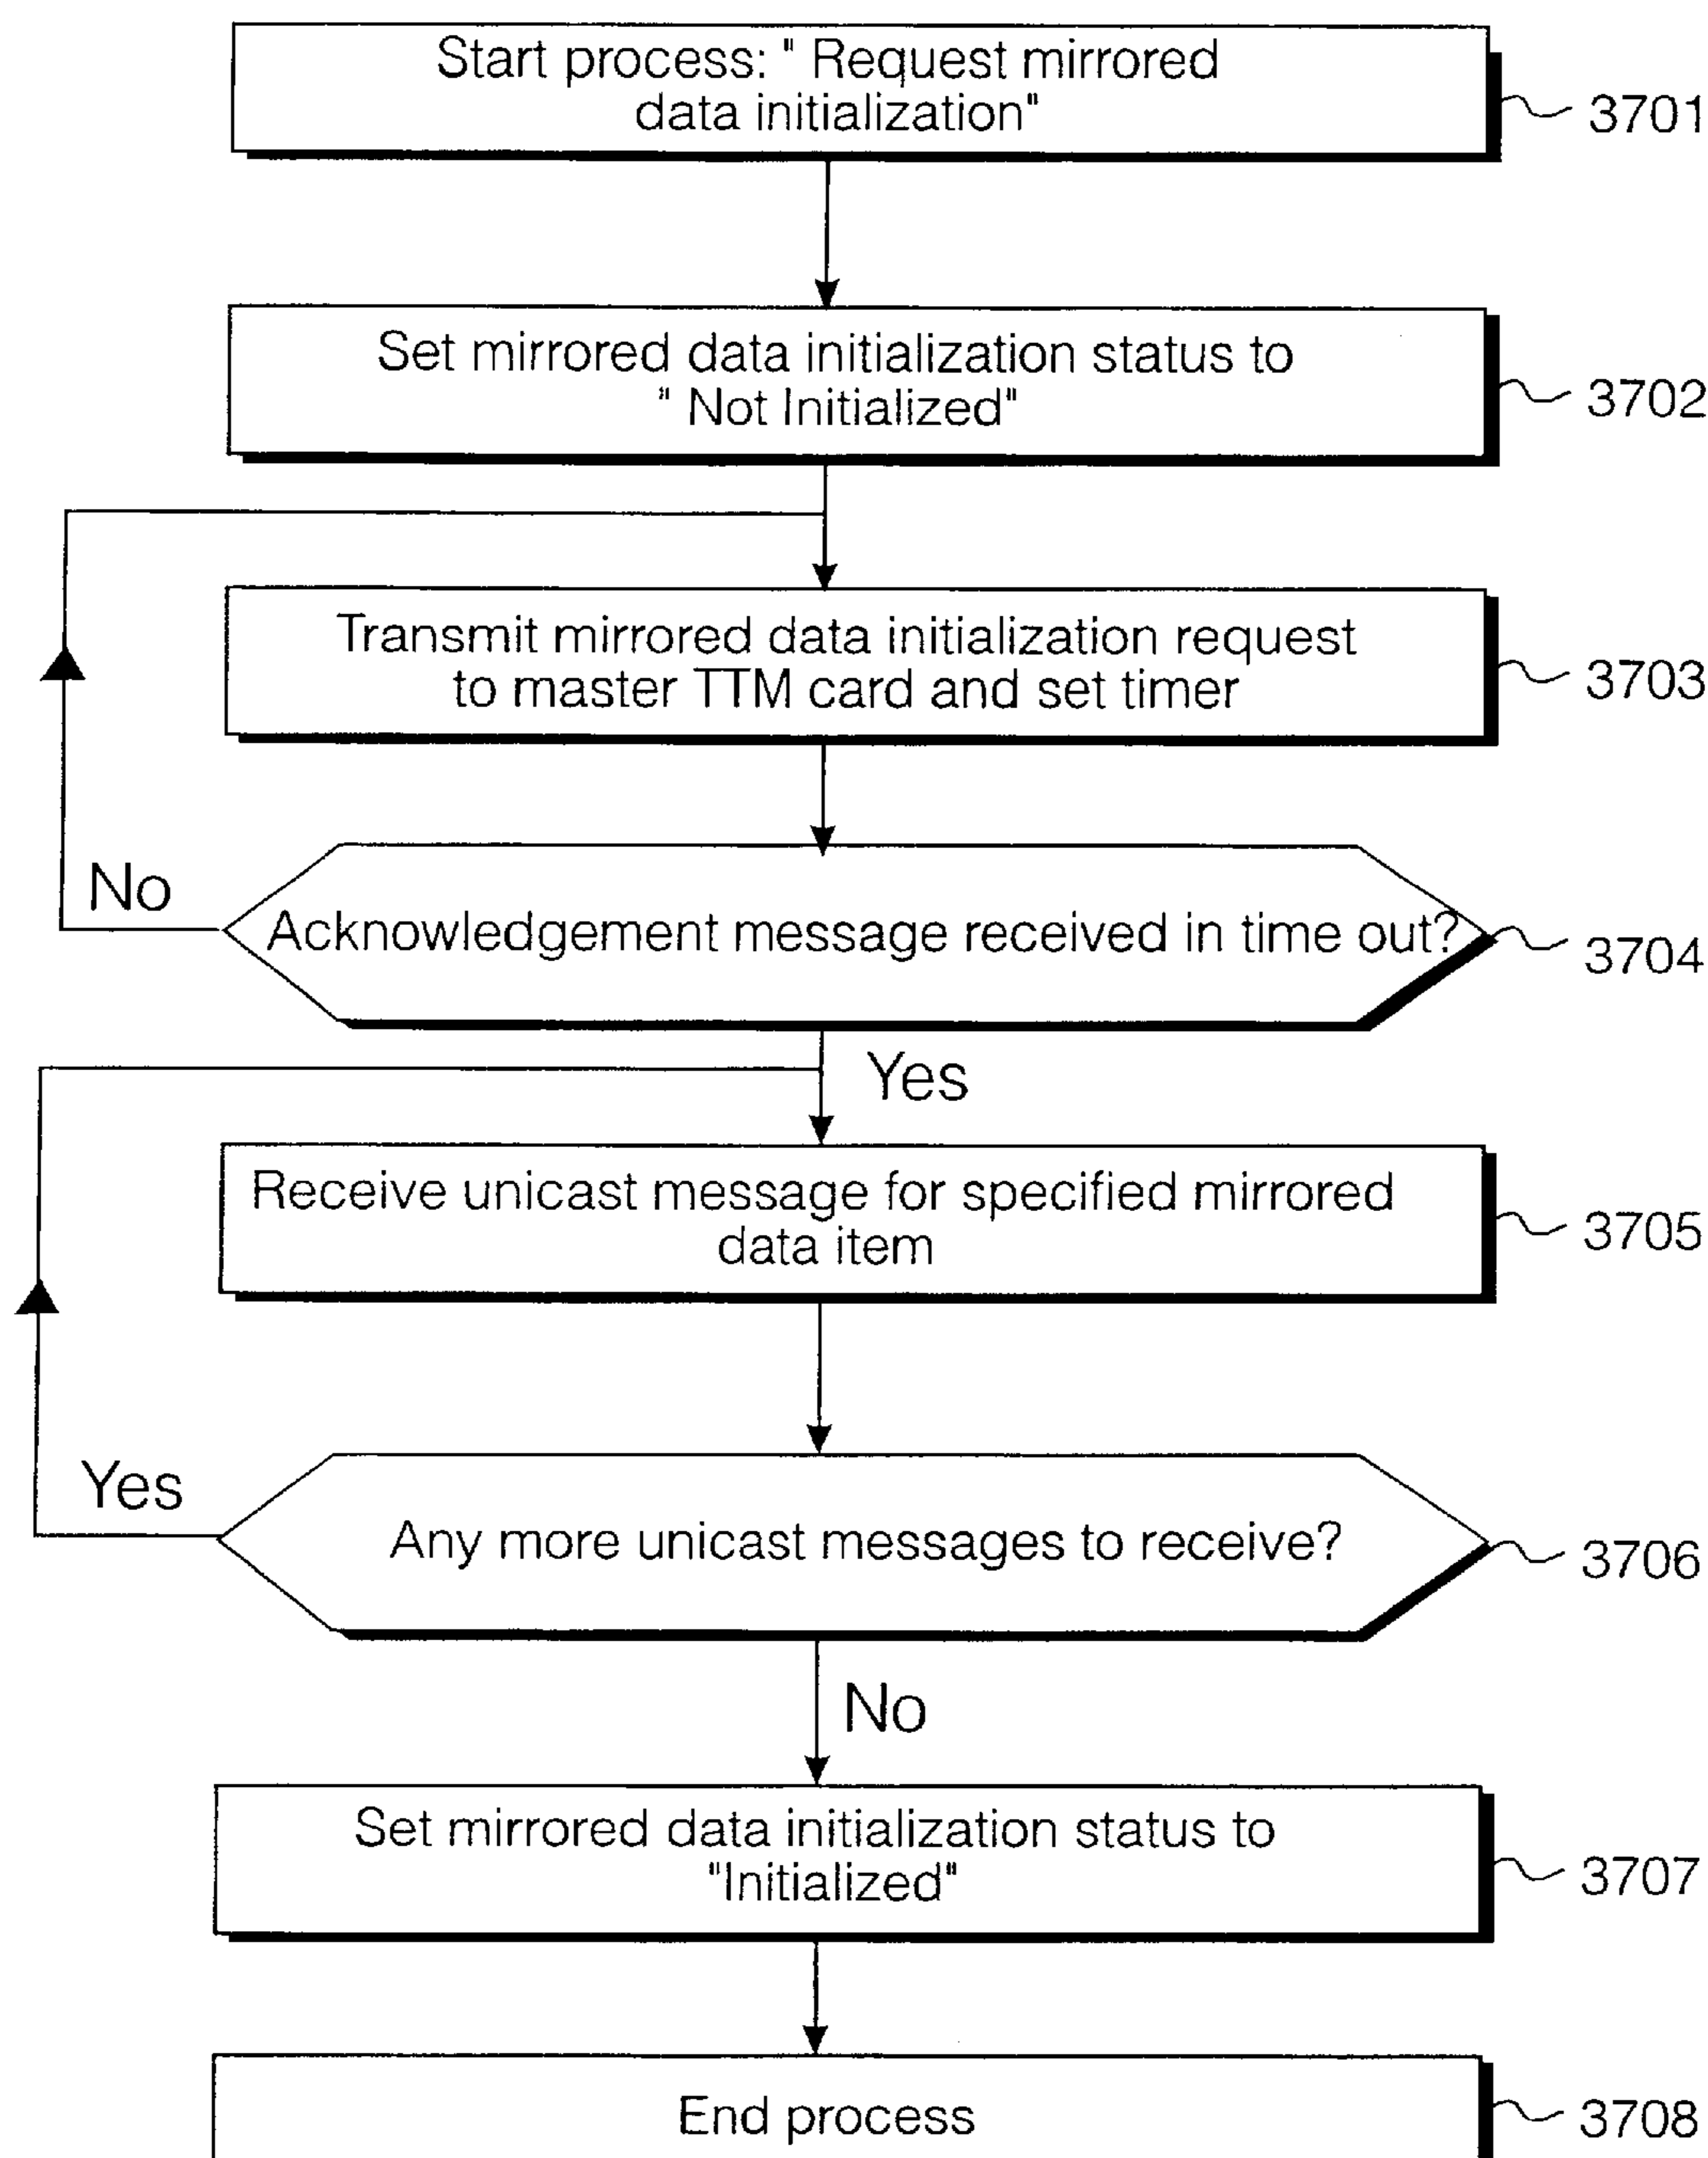 Start process: " Request mirrored
data initialization"
3701
Set mirrored data initialization status to
" Not Initialized"
3702
Transmit mirrored data initialization request
to master TTM card and set timer
3703
No
Acknowledgement message received in time out?
3704
Yes
Receive unicast message for specified mirrored
data item
3705
Yes
Any more unicast messages to receive?
3706
No
Set mirrored data initialization status to
"Initialized"
3707
End process
3708